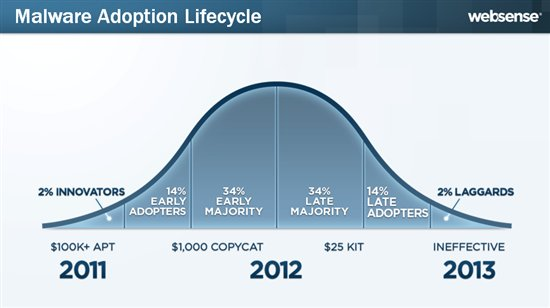 Malware Adoption Lifecycle
websense
2% INNOVATORS
14%
EARLY
ADOPTERS
34%
EARLY
MAJORITY
34%
LATE
MAJORITY
14%
LATE
ADOPTERS
2% LAGGARDS
$100K+ APT
$1,000 COPYCAT
$25 KIT
INEFFECTIVE
2011
2012
2013